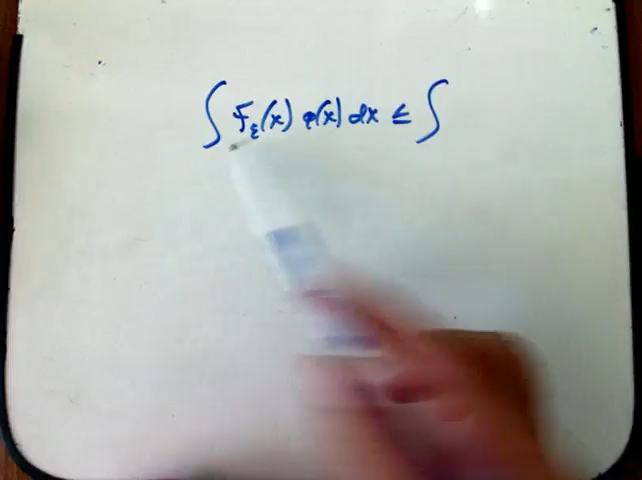 ∫ F_ε(x) φ(x) dx ≤ ∫